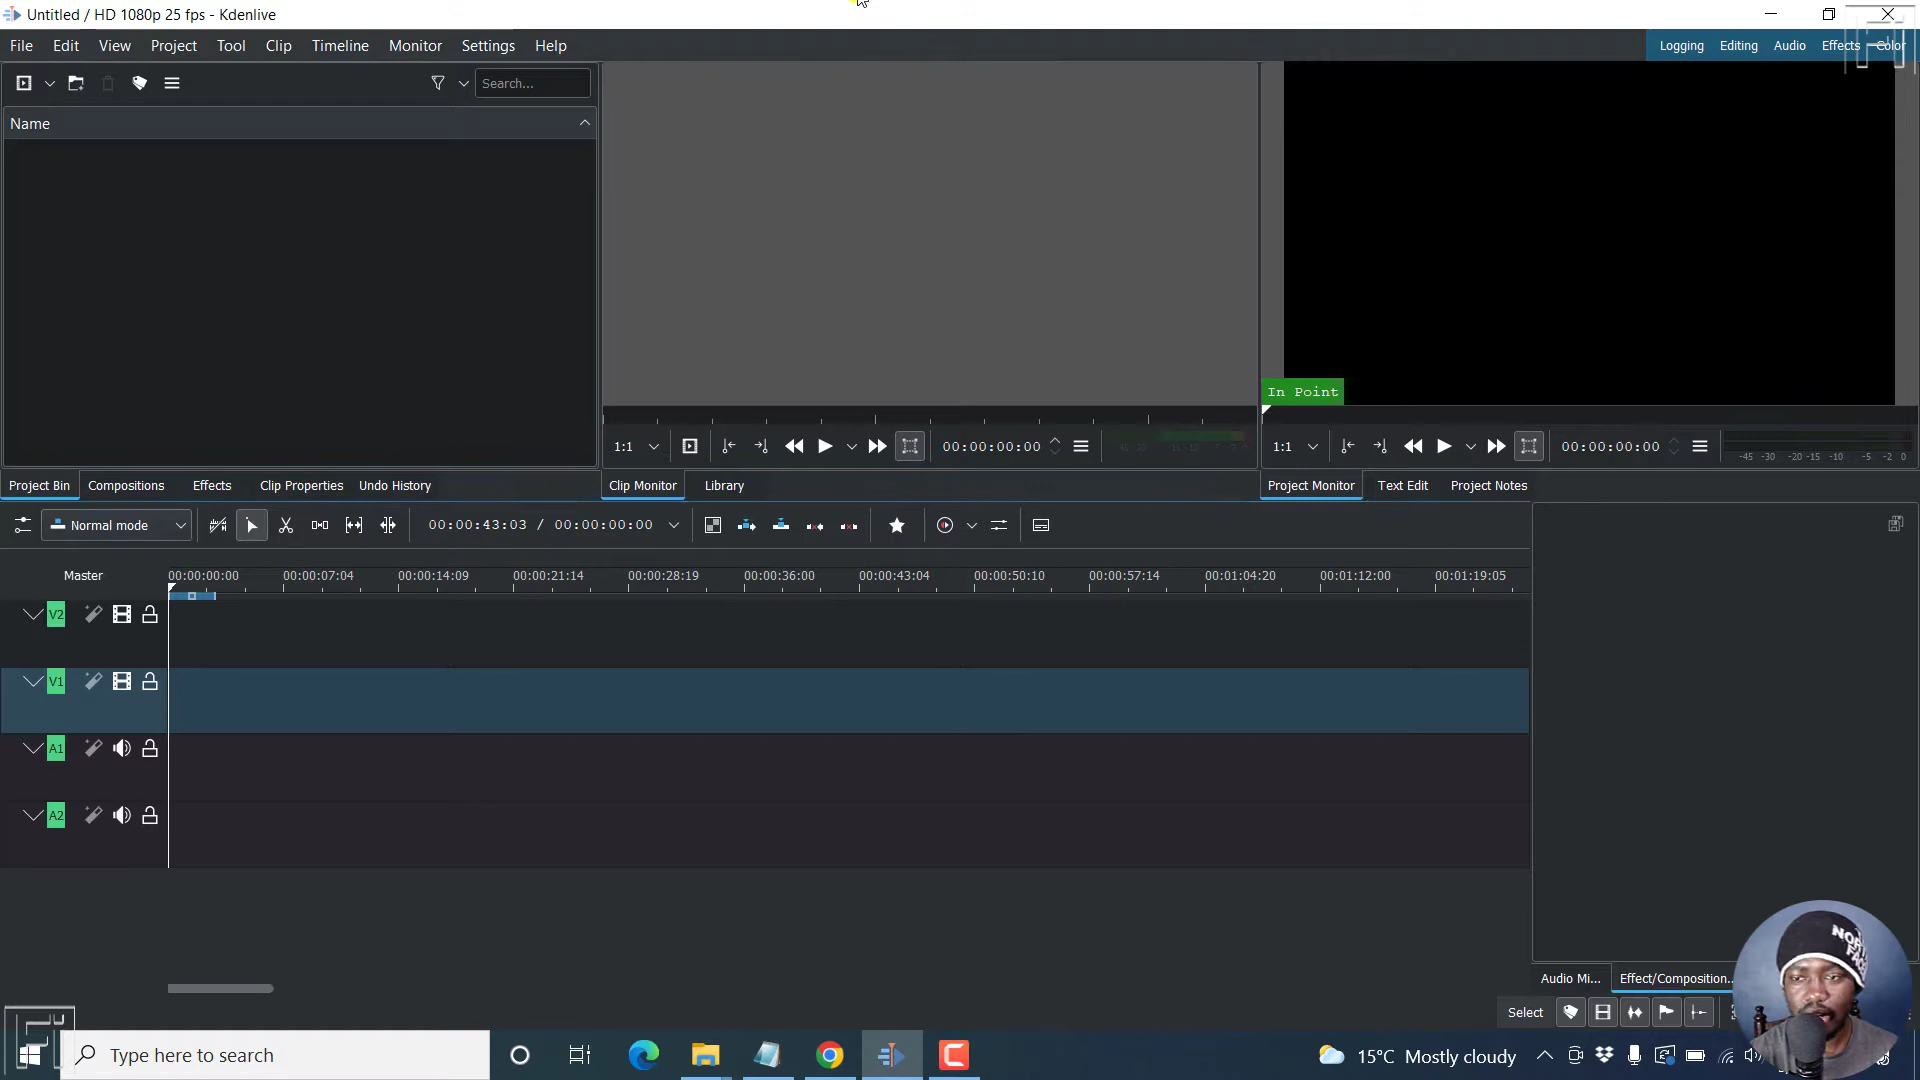 Untitled / HD 1080p 25 fps - Kdenlive
File Edit View Project Tool Clip Timeline Monitor Settings Help
Logging Editing Audio Effects Color
Search...
Name
In Point
1:1 00:00:00:00
1:1 00:00:00:00 -45 -30 -20 -15 -10 -5 -2 0
Project Bin Compositions Effects Clip Properties Undo History
Clip Monitor Library
Project Monitor Text Edit Project Notes
Normal mode 00:00:43:03 / 00:00:00:00
Master 00:00:00:00 00:00:07:04 00:00:14:09 00:00:21:14 00:00:28:19 00:00:36:00 00:00:43:04 00:00:50:10 00:00:57:14 00:01:04:20 00:01:12:00 00:01:19:05
V2
V1
A1
A2
Audio Mi... Effect/Composition...
Select
NORTH
FACE
Type here to search
15°C Mostly cloudy